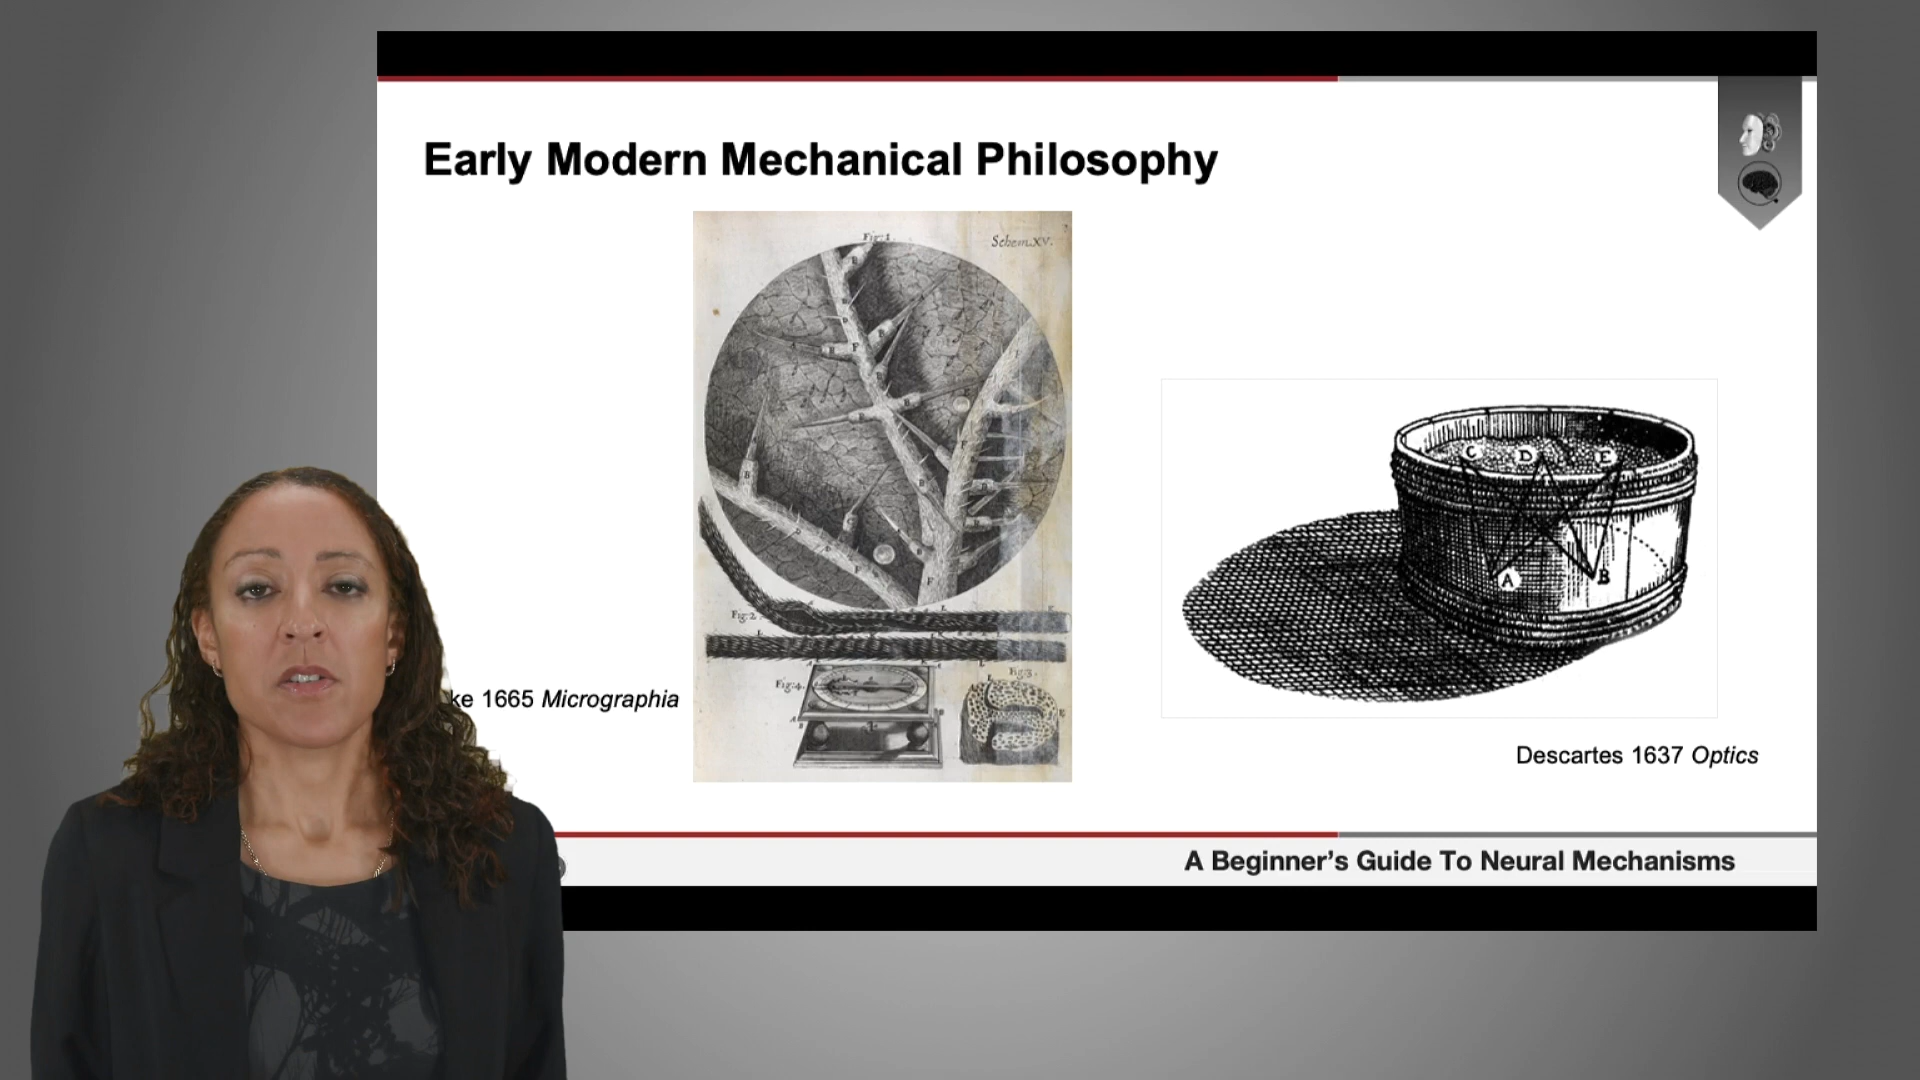 Early Modern Mechanical Philosophy
Fig:1.
Schem.XV.
C D E
A B
Fig:2.
ke 1665 Micrographia
Fig:3.
Fig:4.
Descartes 1637 Optics
A Beginner’s Guide To Neural Mechanisms